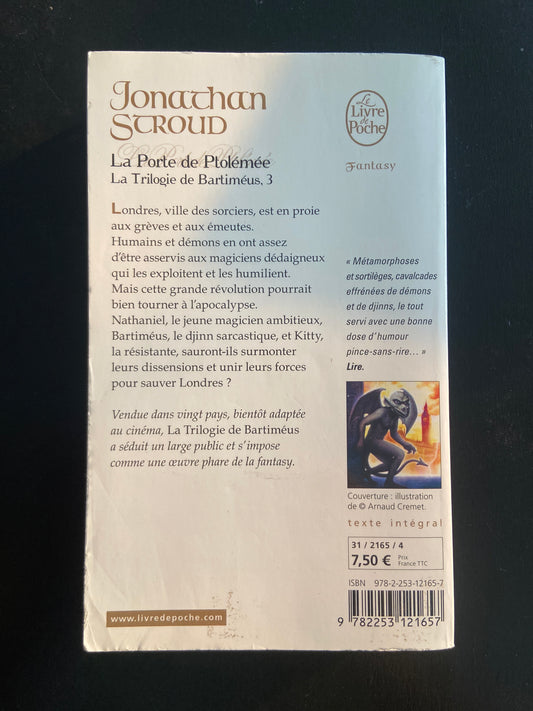 Jonathan
Stroud
La Porte de Ptolémée
La Trilogie de Bartiméus, 3
Londres, ville des sorciers, est en proie
aux grèves et aux émeutes.
Humains et démons en ont assez
d'être asservis aux magiciens dédaigneux
qui les exploitent et les humilient.
Mais cette grande révolution pourrait
bien tourner à l'apocalypse.
Nathaniel, le jeune magicien ambitieux,
Bartiméus, le djinn sarcastique, et Kitty,
la résistante, sauront-ils surmonter
leurs dissensions et unir leurs forces
pour sauver Londres ?
Vendue dans vingt pays, bientôt adaptée
au cinéma, La Trilogie de Bartiméus
a séduit un large public et s'impose
comme une œuvre phare de la fantasy.
www.livredepoche.com
Le
Livre
de
Poche
Fantasy
« Métamorphoses
et sortilèges, cavalcades
effrénées de démons
et de djinns, le tout
servi avec une bonne
dose d'humour
pince-sans-rire… »
Lire.
Couverture : illustration
de © Arnaud Cremet.
texte intégral
31 / 2165 / 4
7,50 € Prix
France TTC
ISBN 978-2-253-12165-7
9 782253 121657